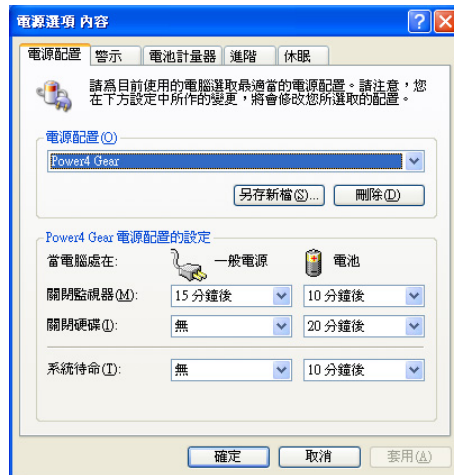 電源選項 內容
電源配置 警示 電池計量器 進階 休眠
請為目前使用的電腦選取最適當的電源配置。請注意，您
在下方設定中所作的變更，將會修改您所選取的配置。
電源配置(O)
Power4 Gear
另存新檔(S)... 刪除(D)
Power4 Gear 電源配置的設定
當電腦處在: 一般電源 電池
關閉監視器(M): 15 分鐘後 10 分鐘後
關閉硬碟(I): 無 20 分鐘後
系統待命(T): 無 10 分鐘後
確定 取消 套用(A)